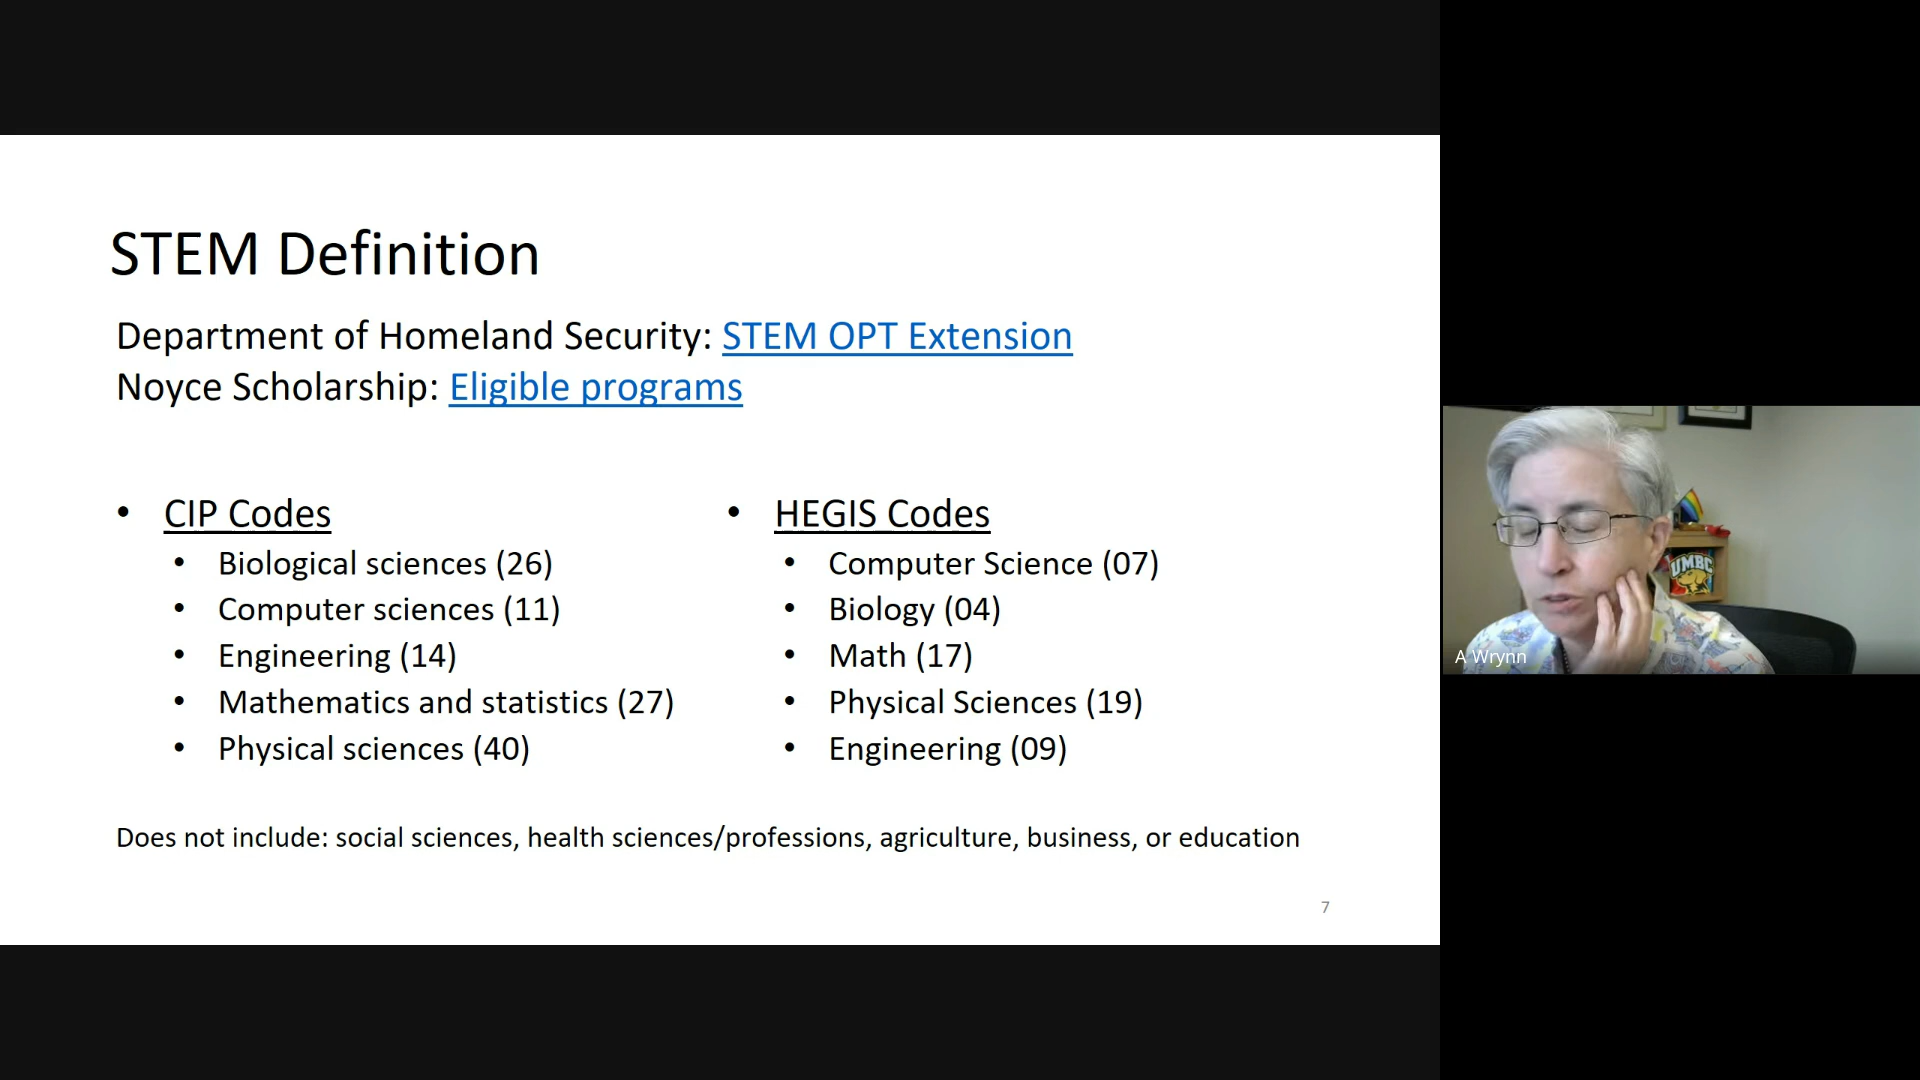 STEM Definition
Department of Homeland Security: STEM OPT Extension
Noyce Scholarship: Eligible programs
• CIP Codes
• Biological sciences (26)
• Computer sciences (11)
• Engineering (14)
• Mathematics and statistics (27)
• Physical sciences (40)
• HEGIS Codes
• Computer Science (07)
• Biology (04)
• Math (17)
• Physical Sciences (19)
• Engineering (09)
Does not include: social sciences, health sciences/professions, agriculture, business, or education
7
UMBC
A Wrynn